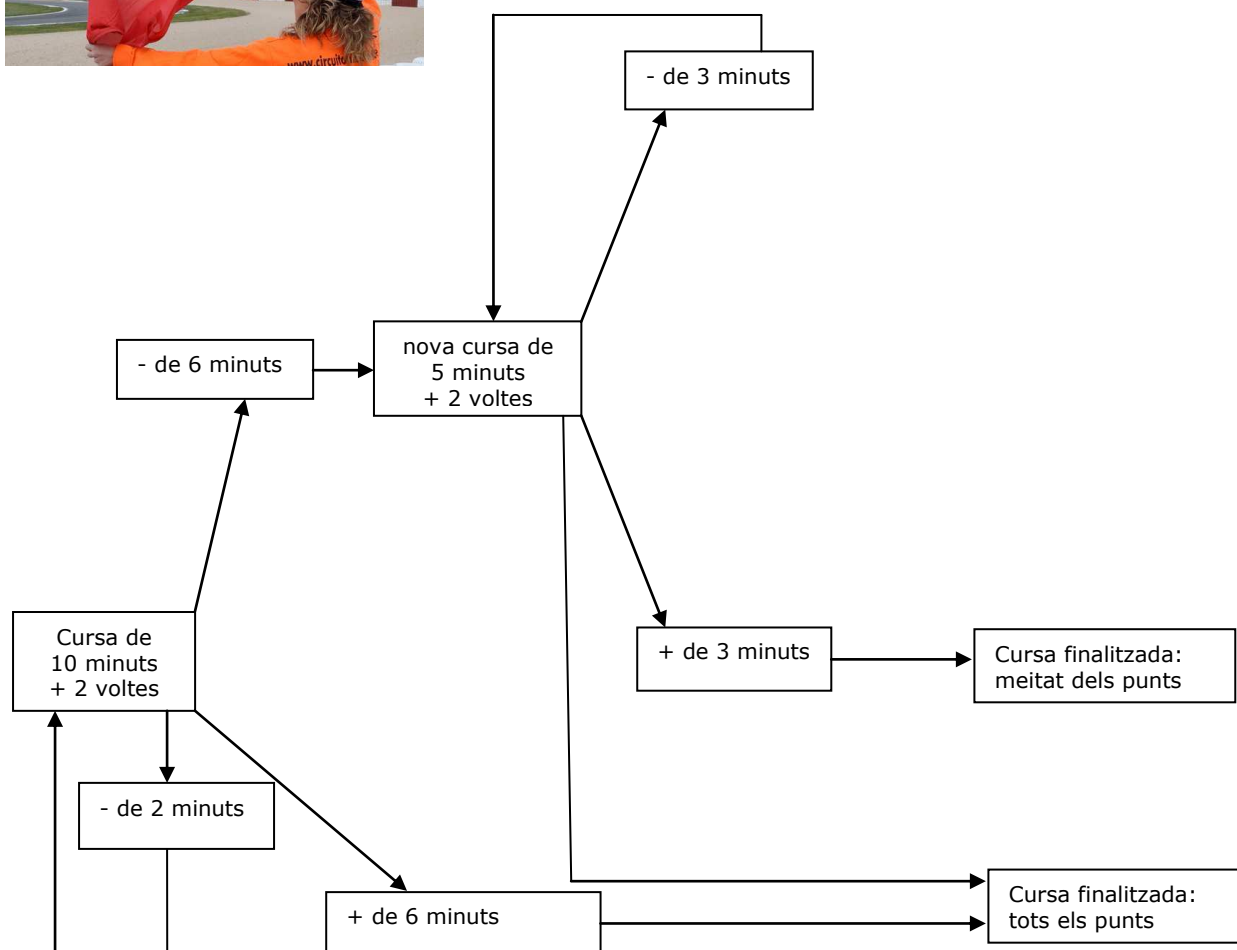 www.circuito
- de 3 minuts
- de 6 minuts
nova cursa de
5 minuts
+ 2 voltes
Cursa de
10 minuts
+ 2 voltes
+ de 3 minuts
Cursa finalitzada:
meitat dels punts
- de 2 minuts
+ de 6 minuts
Cursa finalitzada:
tots els punts